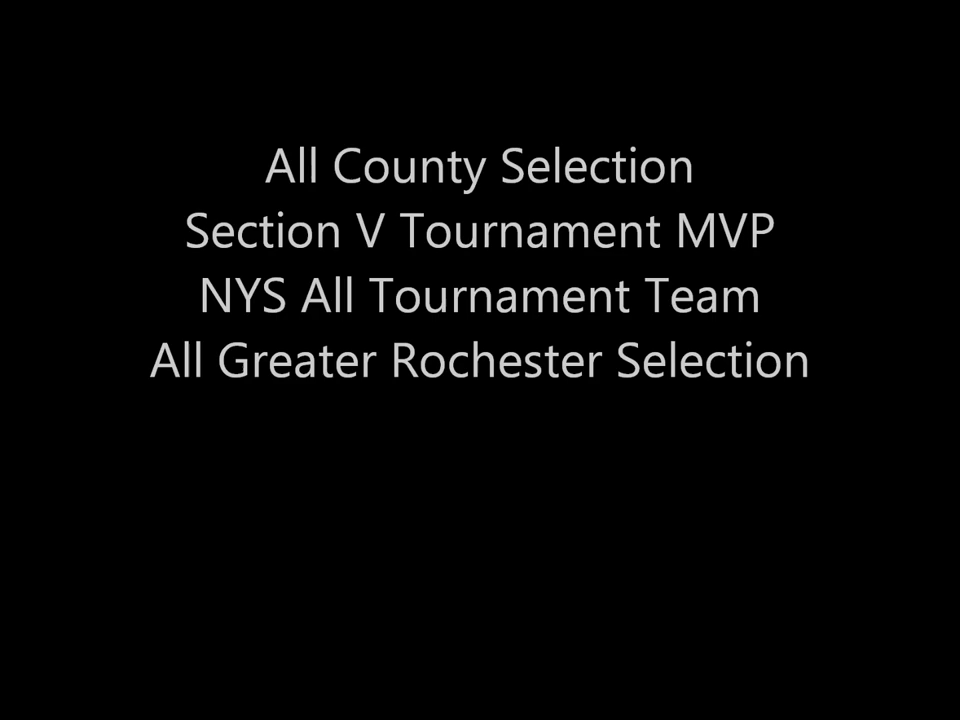 All County Selection
Section V Tournament MVP
NYS All Tournament Team
All Greater Rochester Selection